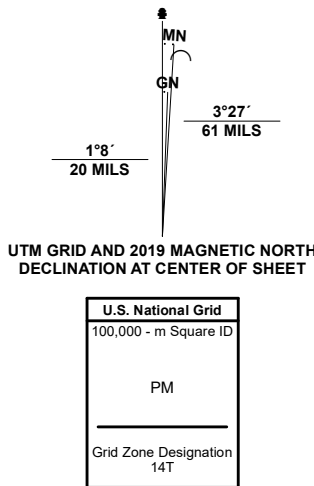 MN
GN
3°27´
61 MILS
1°8´
20 MILS
UTM GRID AND 2019 MAGNETIC NORTH
DECLINATION AT CENTER OF SHEET
U.S. National Grid
100,000 - m Square ID
PM
Grid Zone Designation
14T